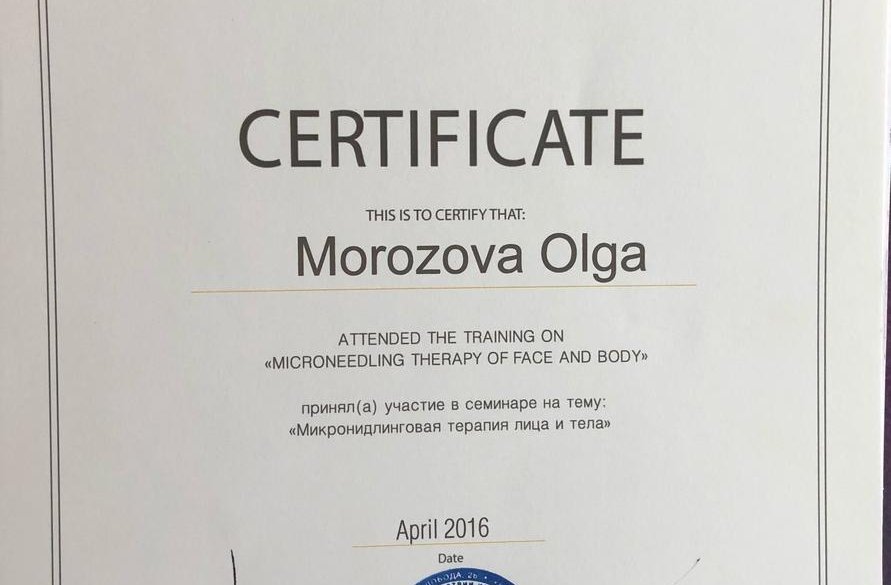 CERTIFICATE
THIS IS TO CERTIFY THAT:
Morozova Olga
ATTENDED THE TRAINING ON
«MICRONEEDLING THERAPY OF FACE AND BODY»
принял(а) участие в семинаре на тему:
«Микронидлинговая терапия лица и тела»
April 2016
Date